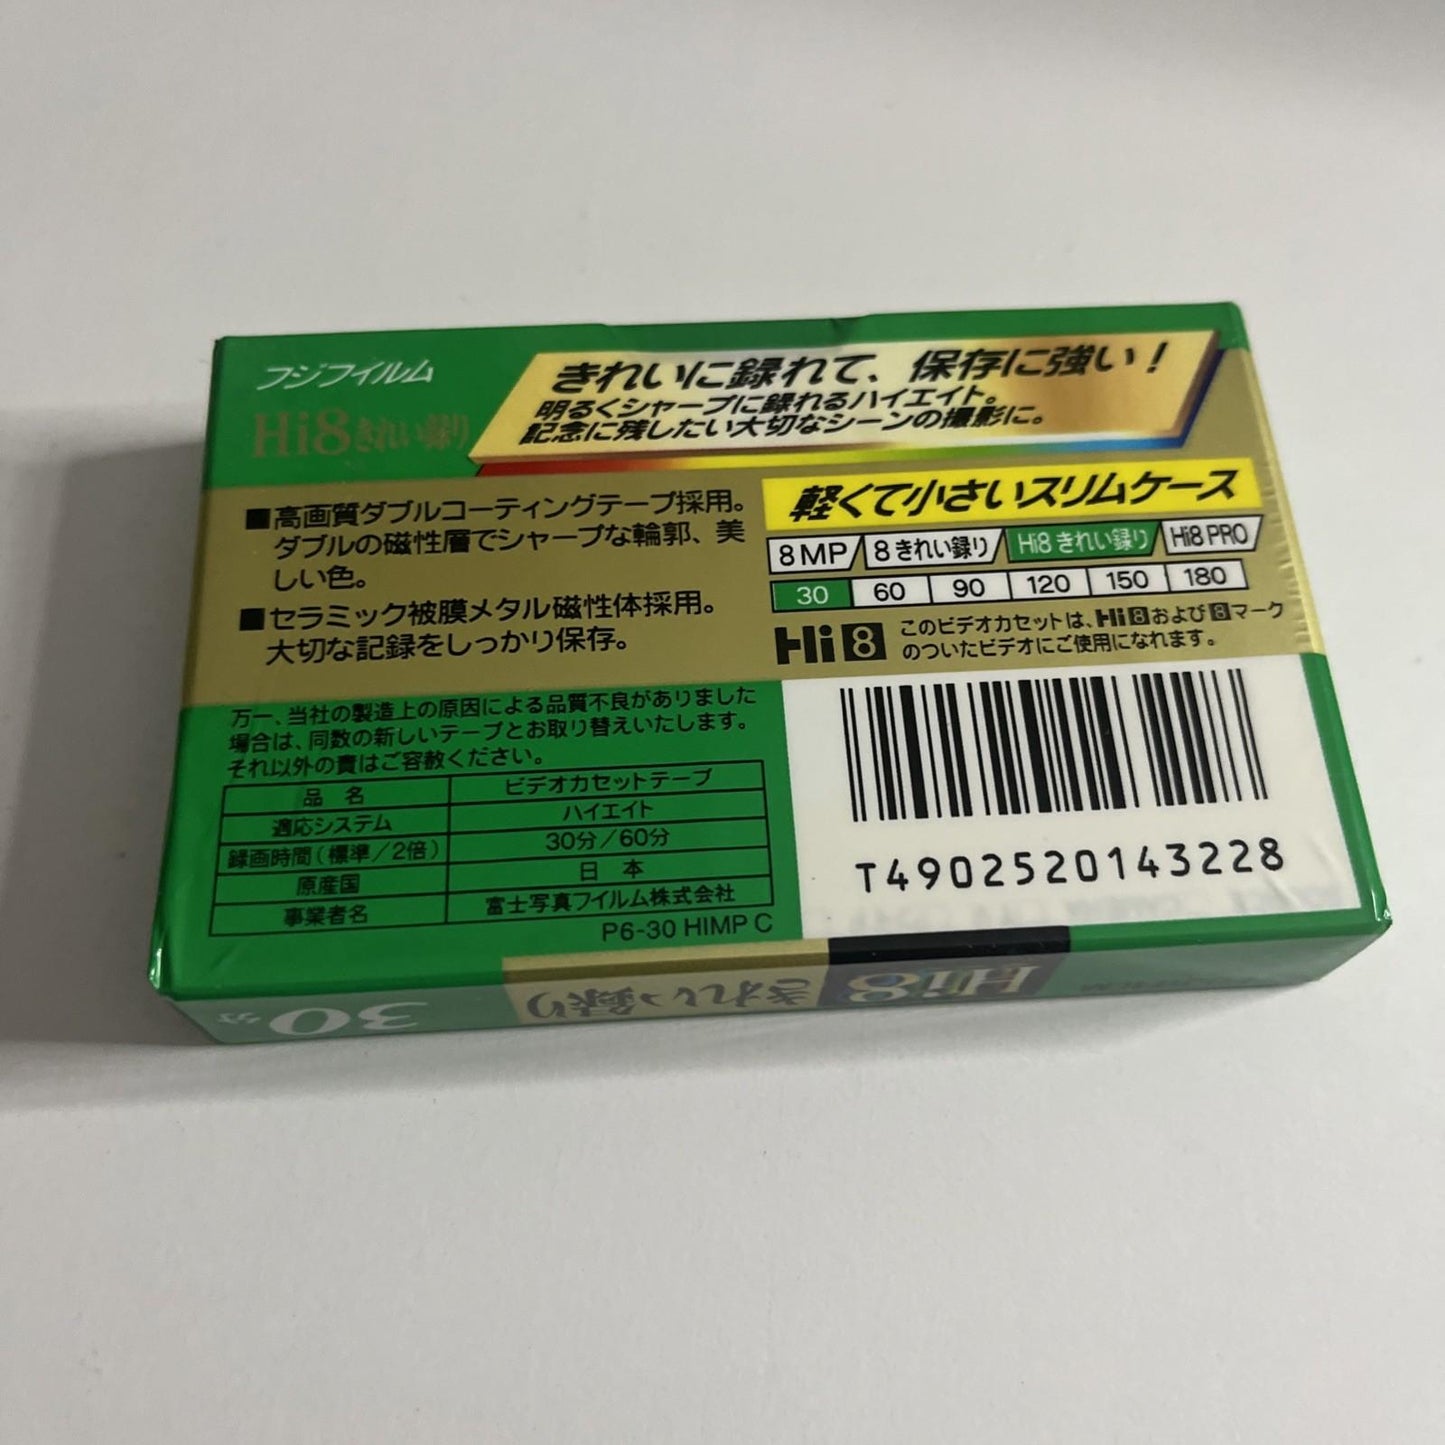 フジフイルム
Hi8きれい録り
きれいに録れて、保存に強い!
明るくシャープに録れるハイエイト。
記念に残したい大切なシーンの撮影に。
■高画質ダブルコーティングテープ採用。
ダブルの磁性層でシャープな輪郭、美
しい色。
■セラミック被膜メタル磁性体採用。
大切な記録をしっかり保存。
軽くて小さいスリムケース
8MP 8きれい録り Hi8きれい録り Hi8 PRO
30 60 90 120 150 180
Hi8 このビデオカセットは、Hi8および8マーク
のついたビデオにご使用になれます。
万一、当社の製造上の原因による品質不良がありました
場合は、同数の新しいテープとお取り替えいたします。
それ以外の責はご容赦ください。
品 名 ビデオカセットテープ
適応システム ハイエイト
録画時間(標準/2倍) 30分/60分
原産国 日 本
事業者名 富士写真フイルム株式会社
P6-30 HIMP C
T4902520143228
Hi8 きれい録り 30分